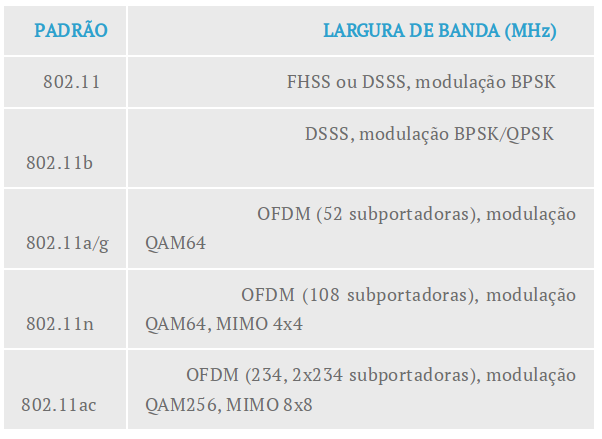 PADRÃO LARGURA DE BANDA (MHz)
802.11 FHSS ou DSSS, modulação BPSK
DSSS, modulação BPSK/QPSK
802.11b
OFDM (52 subportadoras), modulação
802.11a/g QAM64
OFDM (108 subportadoras), modulação
802.11n QAM64, MIMO 4x4
OFDM (234, 2x234 subportadoras), modulação
802.11ac QAM256, MIMO 8x8